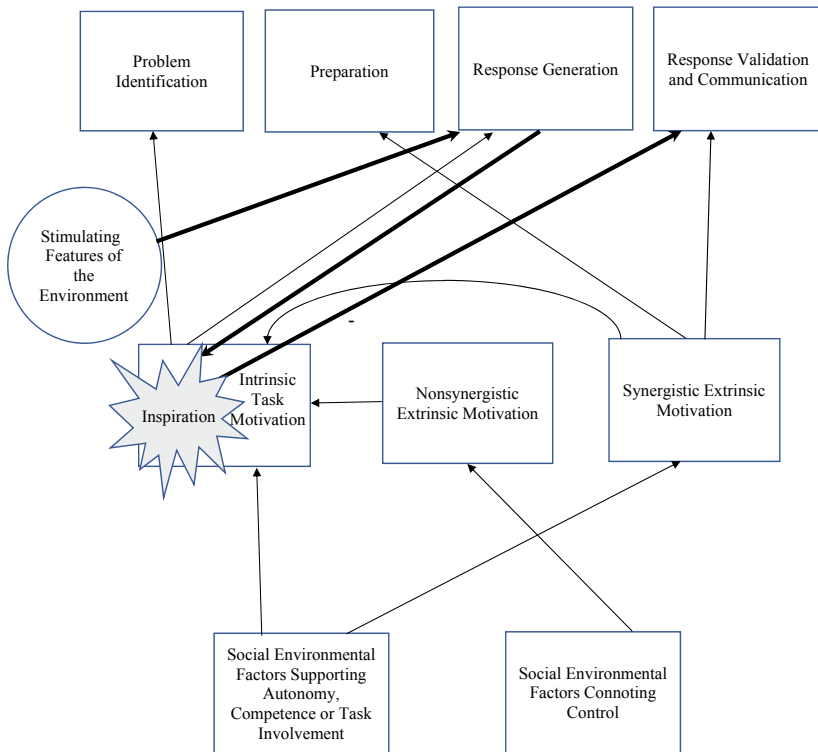 Problem
Identification
Preparation
Response Generation
Response Validation
and Communication
Stimulating
Features of
the
Environment
-
Inspiration
Intrinsic
Task
Motivation
Nonsynergistic
Extrinsic Motivation
Synergistic Extrinsic
Motivation
Social Environmental
Factors Supporting
Autonomy,
Competence or Task
Involvement
Social Environmental
Factors Connoting
Control